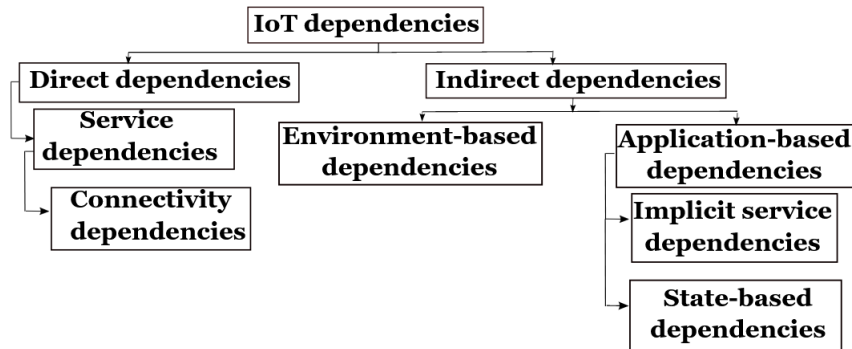 IoT dependencies
Direct dependencies
Indirect dependencies
Service
dependencies
Connectivity
dependencies
Environment-based
dependencies
Application-based
dependencies
Implicit service
dependencies
State-based
dependencies